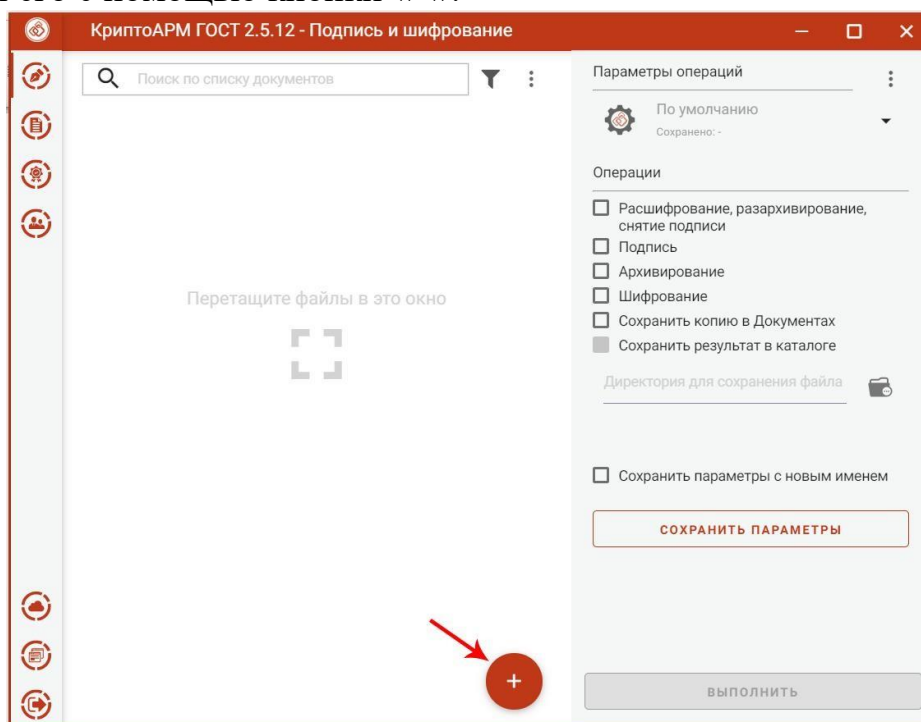 КриптоАРМ ГОСТ 2.5.12 - Подпись и шифрование
Поиск по списку документов
Перетащите файлы в это окно
+
Параметры операций
По умолчанию
Сохранено: -
Операции
Расшифрование, разархивирование,
снятие подписи
Подпись
Архивирование
Шифрование
Сохранить копию в Документах
Сохранить результат в каталоге
Директория для сохранения файла
Сохранить параметры с новым именем
СОХРАНИТЬ ПАРАМЕТРЫ
ВЫПОЛНИТЬ